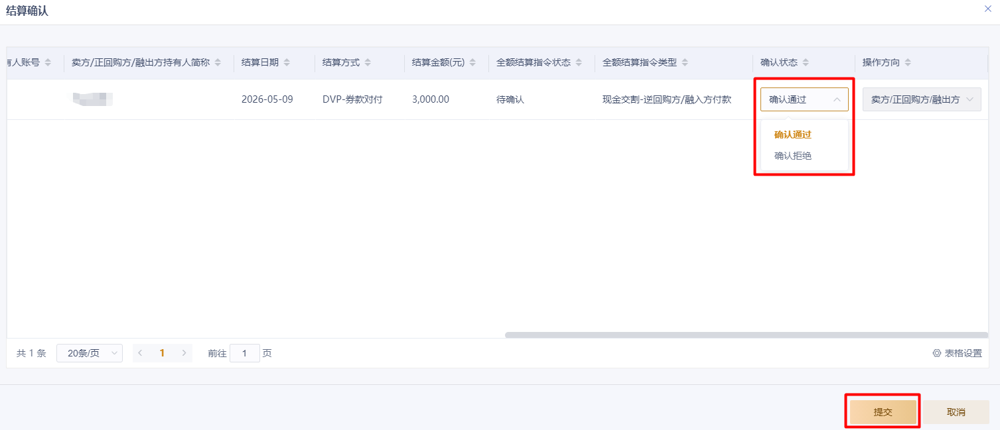 结算确认
有人账号 卖方/正回购方/融出方持有人简称 结算日期 结算方式 结算金额(元) 全额结算指令状态 全额结算指令类型 确认状态 操作方向
2026-05-09 DVP-券款对付 3,000.00 待确认 现金交割-逆回购方/融入方付款 确认通过 卖方/正回购方/融出方
确认通过
确认拒绝
共 1 条 20条/页 1 前往 1 页 表格设置
提交 取消